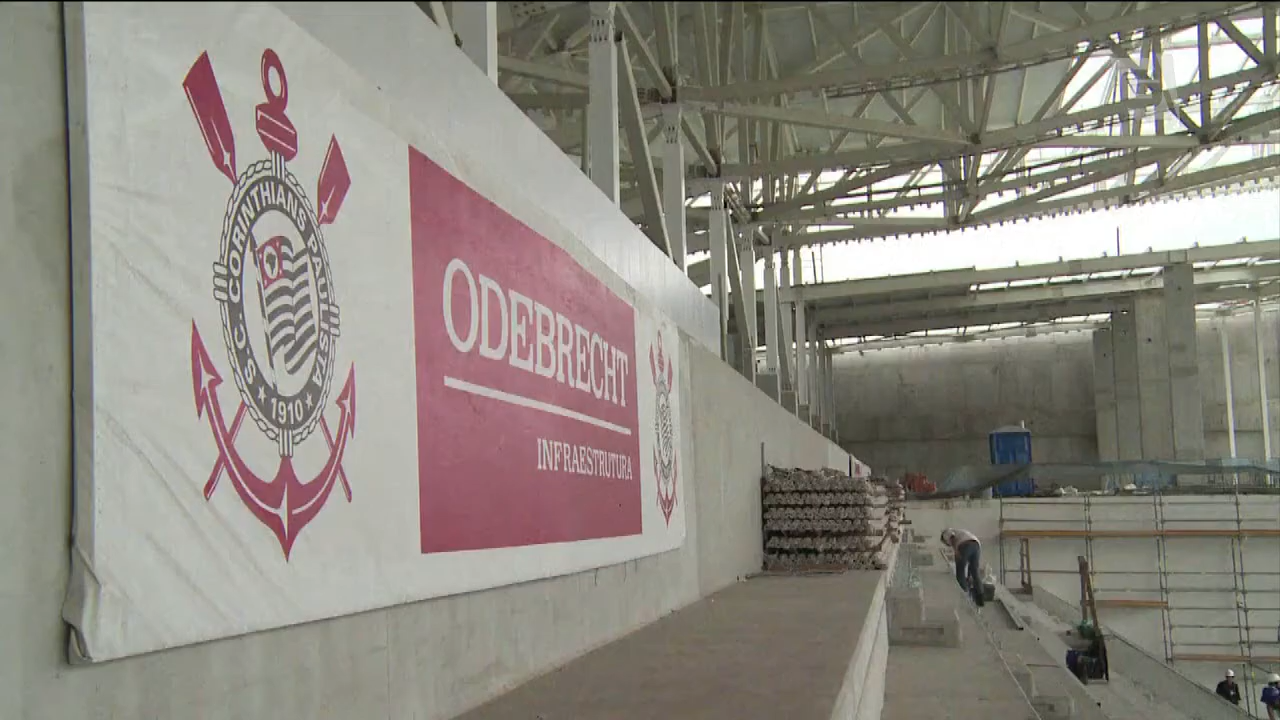 S.C. CORINTHIANS PAULISTA
1910
ODEBRECHT
INFRAESTRUTURA